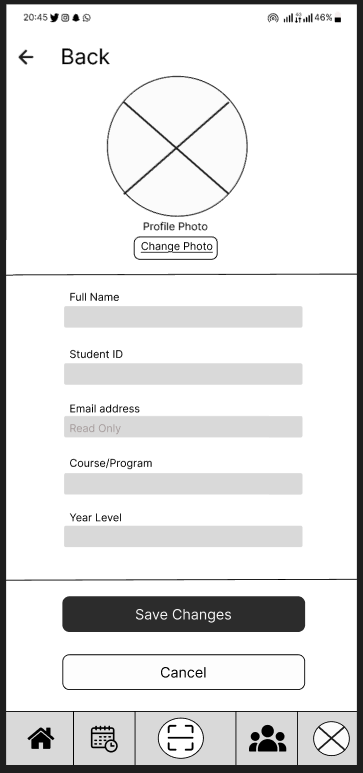 20:45
46%
Back
Profile Photo
Change Photo
Full Name
Student ID
Email address
Read Only
Course/Program
Year Level
Save Changes
Cancel